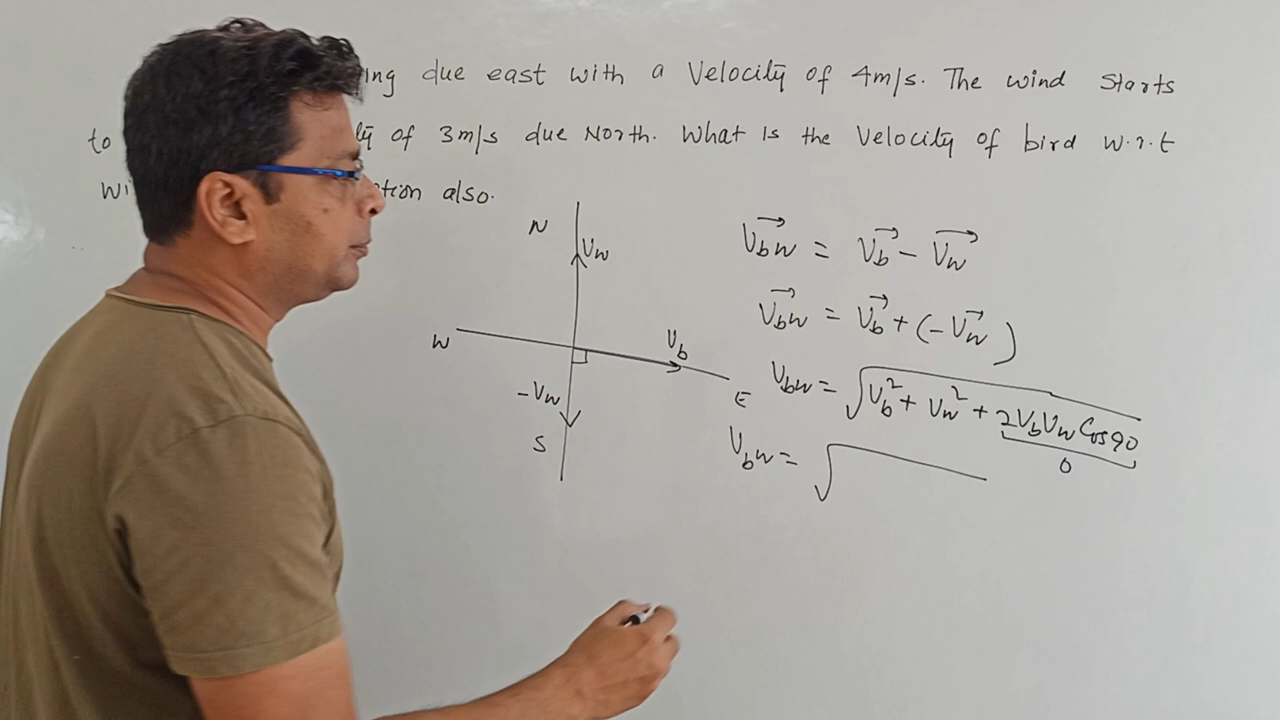 ing due east with a Velocity of 4m/s. The wind starts
to ly of 3m/s due North. What is the Velocity of bird w.r.t
wi ction also.
N
Vw
W
Vb
E
-Vw
S
Vbw = Vb - Vw
Vbw = Vb + (-Vw)
Vbw = √Vb² + Vw² + 2VbVw Cos90
0
Vbw = √